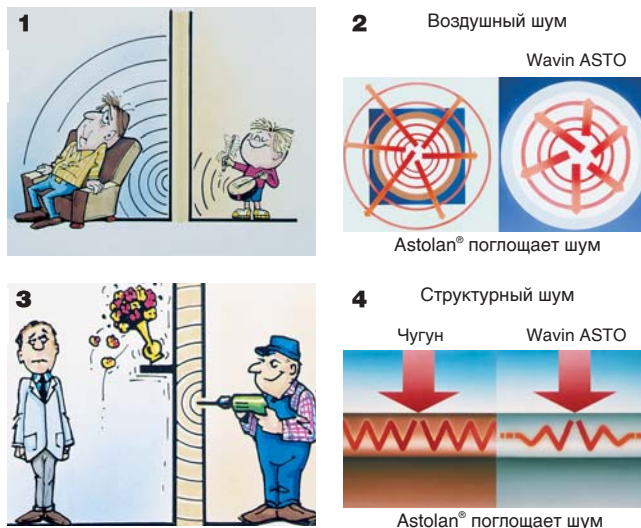 1
2 Воздушный шум
Wavin ASTO
Astolan® поглощает шум
3
4 Структурный шум
Чугун Wavin ASTO
Astolan® поглощает шум